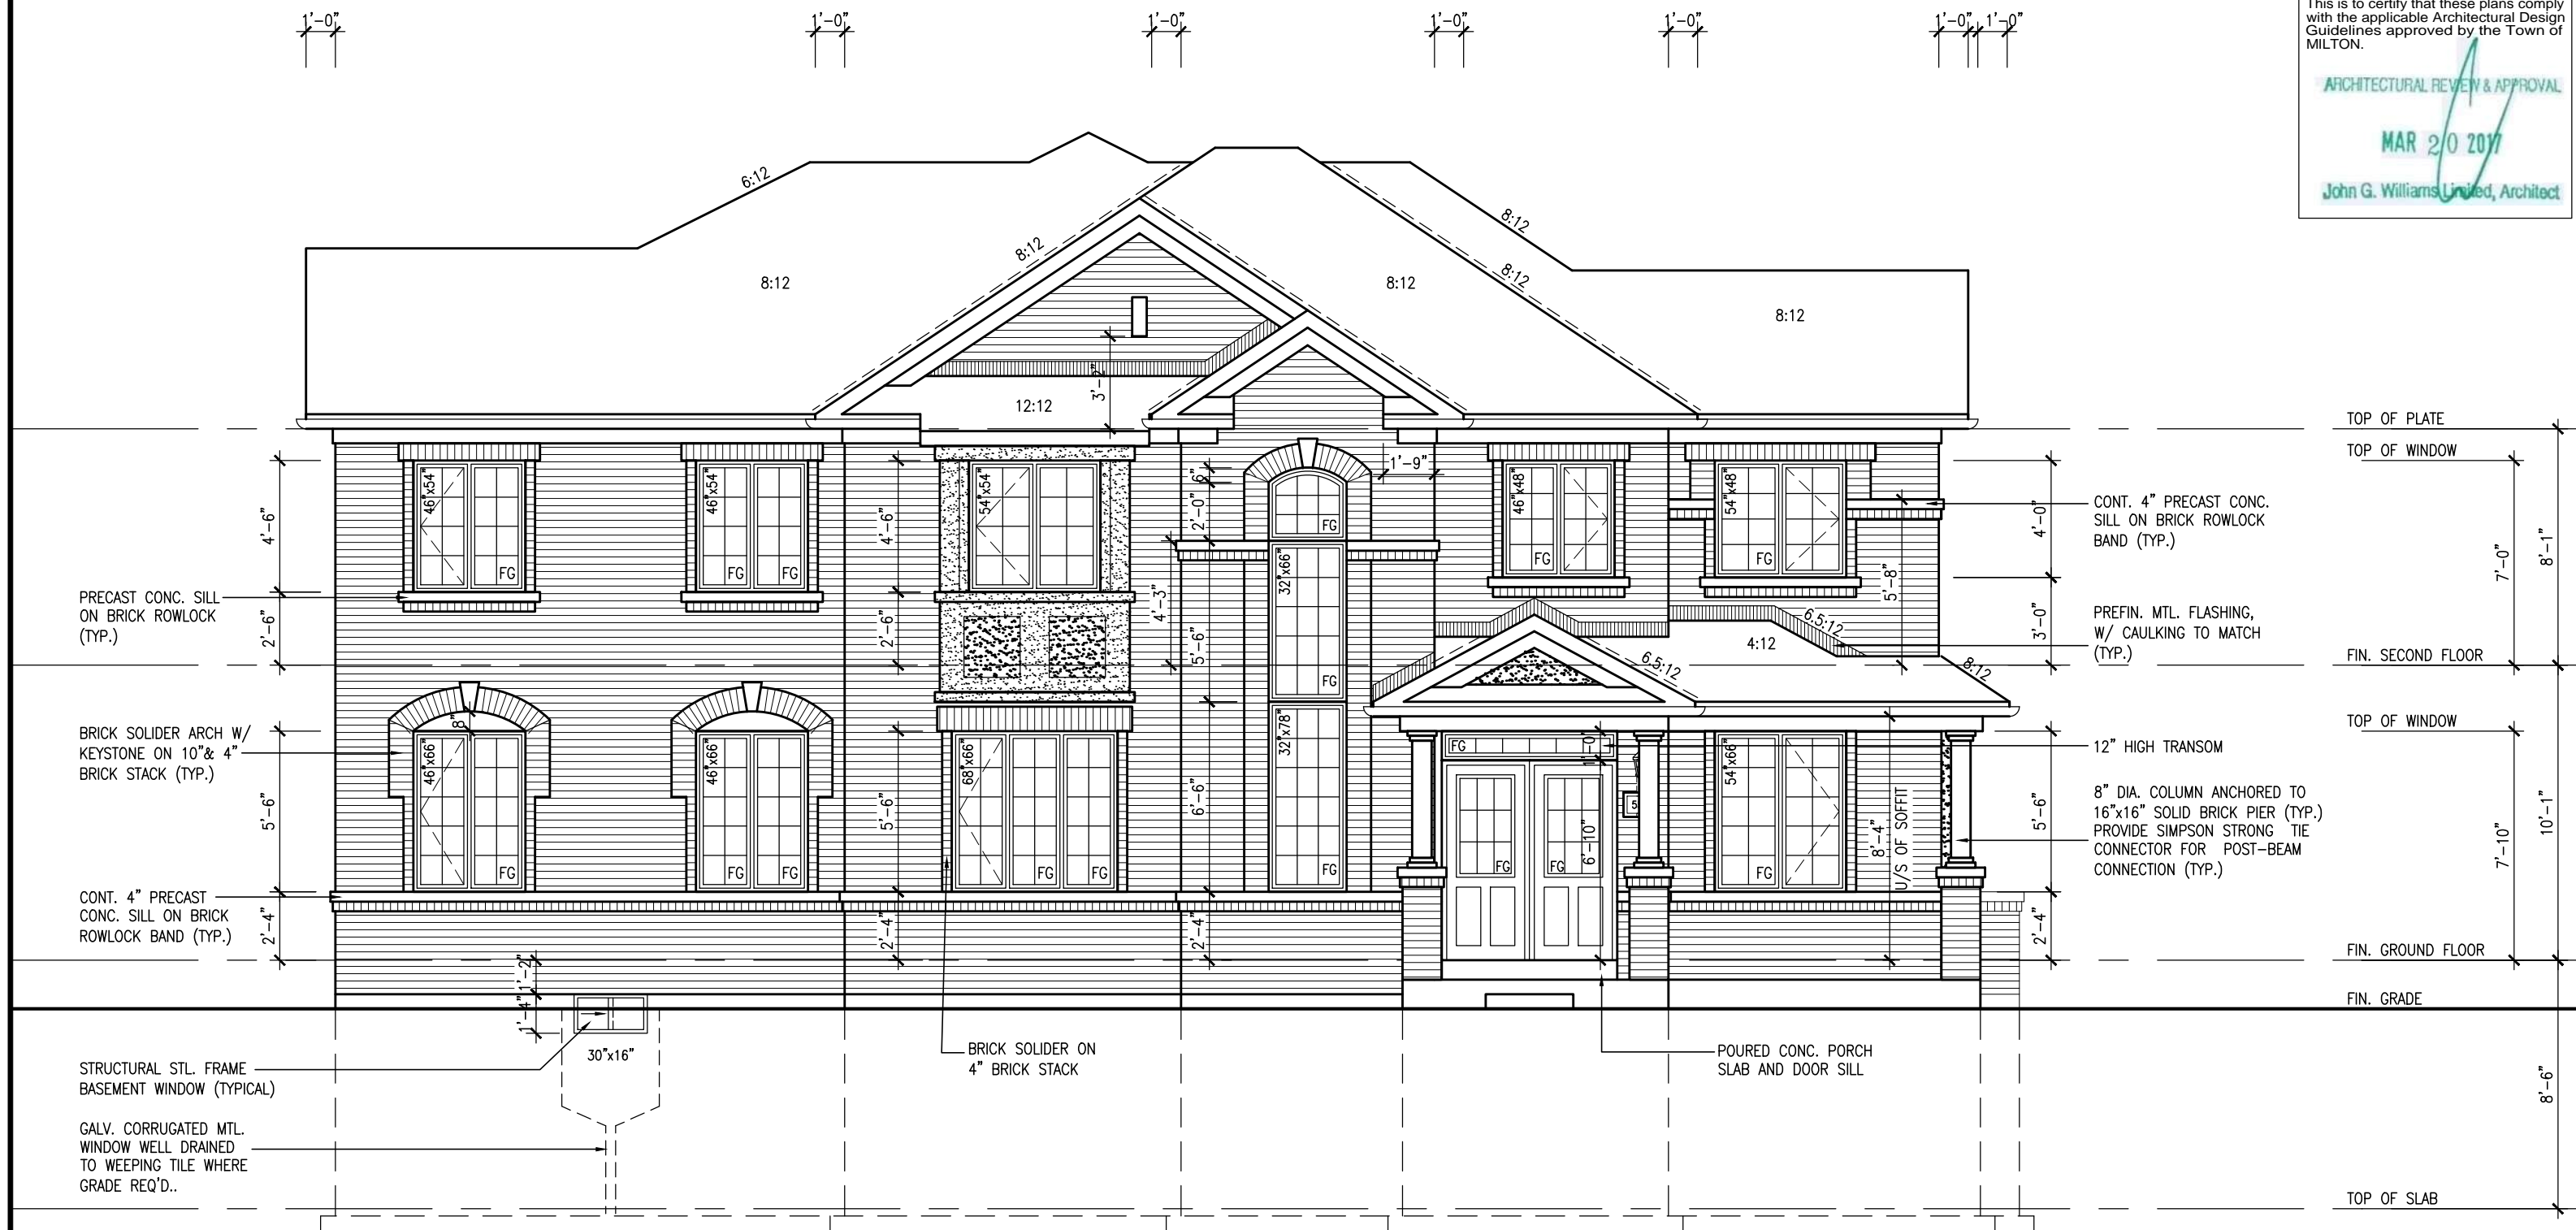 1'-0" 1'-0" 1'-0" 1'-0" 1'-0" 1'-0" 1'-0"
This is to certify that these plans comply
with the applicable Architectural Design
Guidelines approved by the Town of
MILTON.
ARCHITECTURAL REVIEW & APPROVAL
MAR 20 2017
John G. Williams Limited, Architect
6:12
8:12
8:12
8:12
8:12
8:12
8:12
8:12
12:12
3'-2"
TOP OF PLATE
TOP OF WINDOW
46"x54"
FG
46"x54"
FG FG
54"x54"
6"
2'-0"
1'-9"
FG
46"x48"
FG
54"x48"
FG
4'-6"
4'-6"
4'-3"
32"x66"
FG
5'-6"
5'-8"
4'-0"
7'-0"
8'-1"
CONT. 4" PRECAST CONC.
SILL ON BRICK ROWLOCK
BAND (TYP.)
PRECAST CONC. SILL
ON BRICK ROWLOCK
(TYP.)
2'-6"
2'-6"
6.5:12
6.5:12
4:12
8:12
3'-0"
PREFIN. MTL. FLASHING,
W/ CAULKING TO MATCH
(TYP.)
FIN. SECOND FLOOR
TOP OF WINDOW
BRICK SOLIDER ARCH W/
KEYSTONE ON 10"& 4"
BRICK STACK (TYP.)
8"
46"x66"
FG
46"x66"
FG FG
68"x66"
FG FG
32"x78"
FG
FG
1'-0"
FG FG
5
54"x66"
FG
5'-6"
5'-6"
6'-6"
6'-10"
8'-4"
U/S OF SOFFIT
5'-6"
7'-10"
10'-1"
12" HIGH TRANSOM
8" DIA. COLUMN ANCHORED TO
16"x16" SOLID BRICK PIER (TYP.)
PROVIDE SIMPSON STRONG TIE
CONNECTOR FOR POST-BEAM
CONNECTION (TYP.)
CONT. 4" PRECAST
CONC. SILL ON BRICK
ROWLOCK BAND (TYP.)
2'-4"
2'-4"
2'-4"
2'-4"
FIN. GROUND FLOOR
1'-2"
1'-4"
FIN. GRADE
30"x16"
STRUCTURAL STL. FRAME
BASEMENT WINDOW (TYPICAL)
BRICK SOLIDER ON
4" BRICK STACK
POURED CONC. PORCH
SLAB AND DOOR SILL
8'-6"
GALV. CORRUGATED MTL.
WINDOW WELL DRAINED
TO WEEPING TILE WHERE
GRADE REQ'D..
TOP OF SLAB